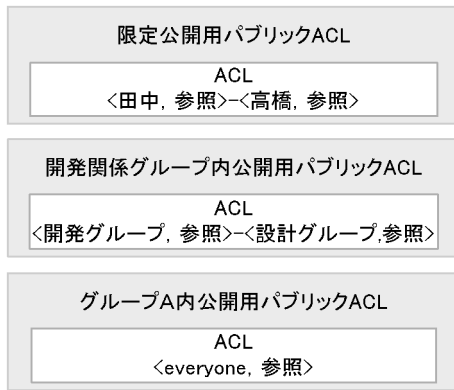 限定公開用パブリックACL
ACL
<田中, 参照>-<高橋, 参照>
開発関係グループ内公開用パブリックACL
ACL
<開発グループ, 参照>-<設計グループ,参照>
グループA内公開用パブリックACL
ACL
<everyone, 参照>